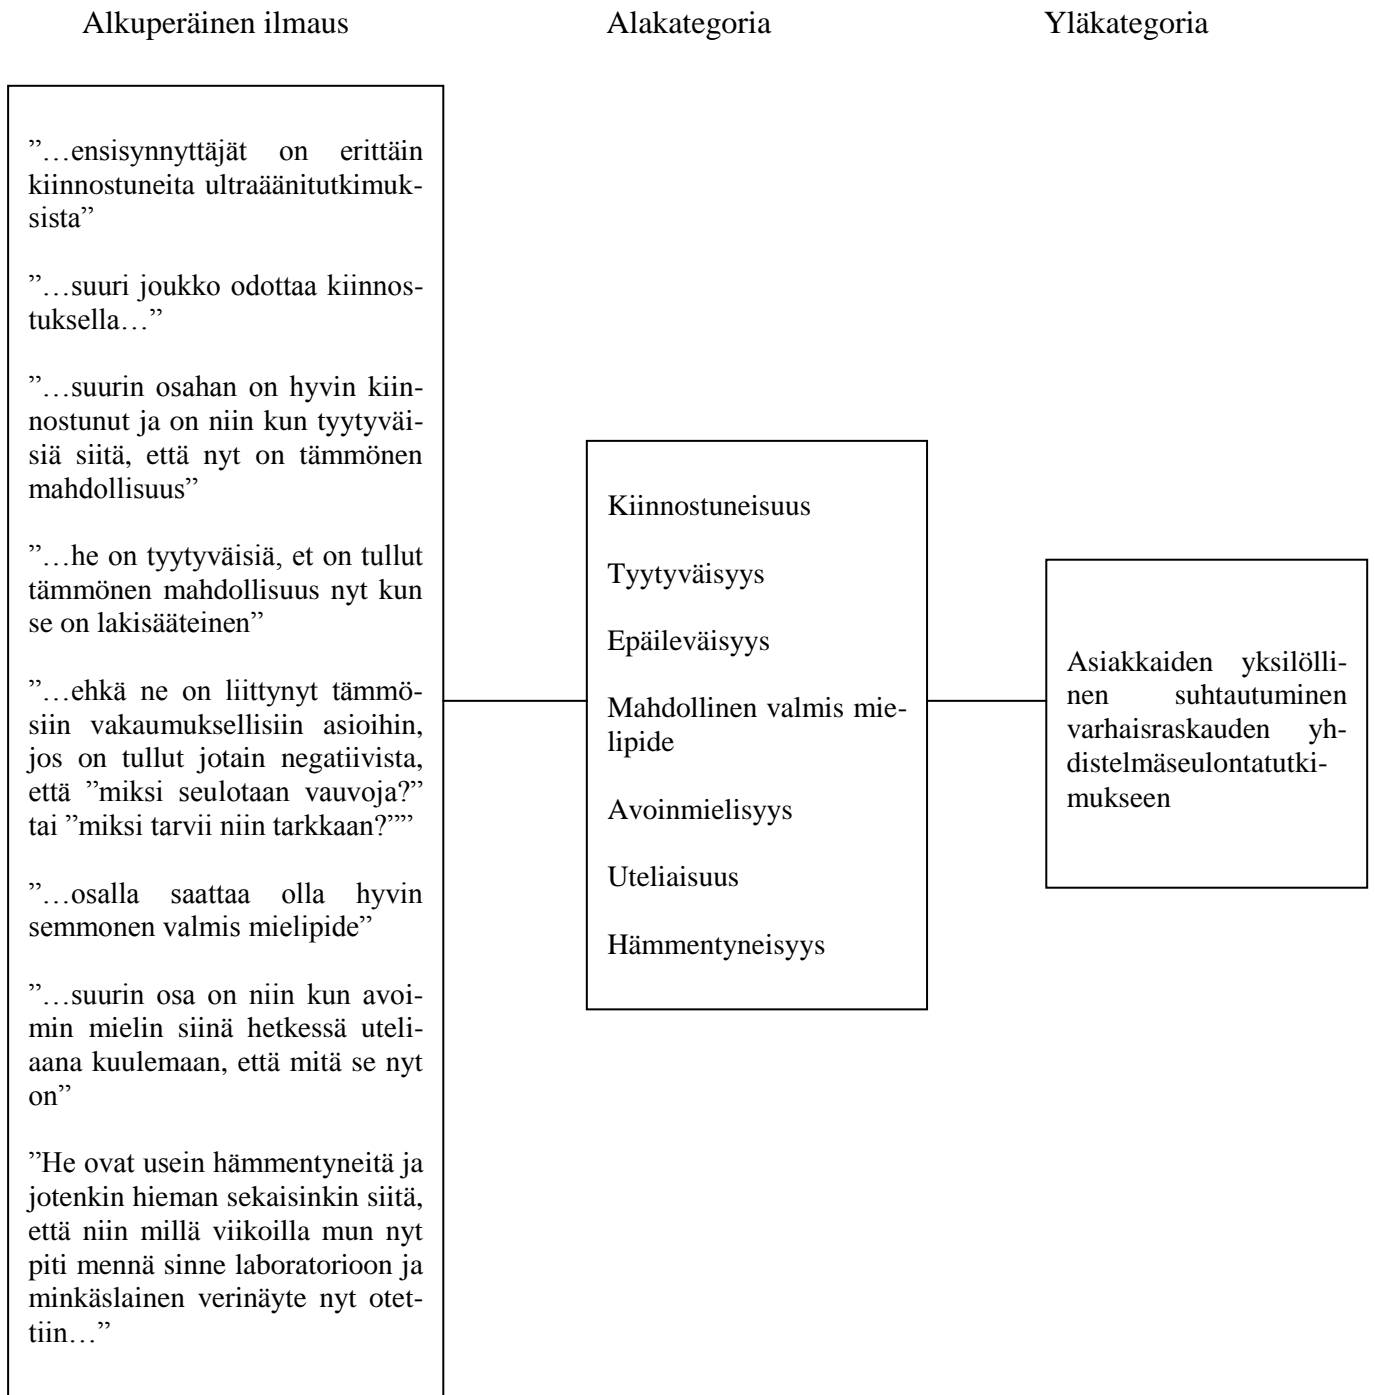 Alkuperäinen ilmaus
Alakategoria
Yläkategoria
”…ensisynnyttäjät on erittäin
kiinnostuneita ultraäänitutkimuk-
sista”
”…suuri joukko odottaa kiinnos-
tuksella…”
”…suurin osahan on hyvin kiin-
nostunut ja on niin kun tyytyväi-
siä siitä, että nyt on tämmönen
mahdollisuus”
”…he on tyytyväisiä, et on tullut
tämmönen mahdollisuus nyt kun
se on lakisääteinen”
”…ehkä ne on liittynyt tämmö-
siin vakaumuksellisiin asioihin,
jos on tullut jotain negatiivista,
että ”miksi seulotaan vauvoja?”
tai ”miksi tarvii niin tarkkaan?””
”…osalla saattaa olla hyvin
semmonen valmis mielipide”
”…suurin osa on niin kun avoi-
min mielin siinä hetkessä uteli-
aana kuulemaan, että mitä se nyt
on”
”He ovat usein hämmentyneitä ja
jotenkin hieman sekaisinkin siitä,
että niin millä viikoilla mun nyt
piti mennä sinne laboratorioon ja
minkäslainen verinäyte nyt otet-
tiin…”
Kiinnostuneisuus
Tyytyväisyys
Epäileväisyys
Mahdollinen valmis mie-
lipide
Avoinmielisyys
Uteliaisuus
Hämmentyneisyys
Asiakkaiden yksilölli-
nen suhtautuminen
varhaisraskauden yh-
distelmäseulontatutki-
mukseen